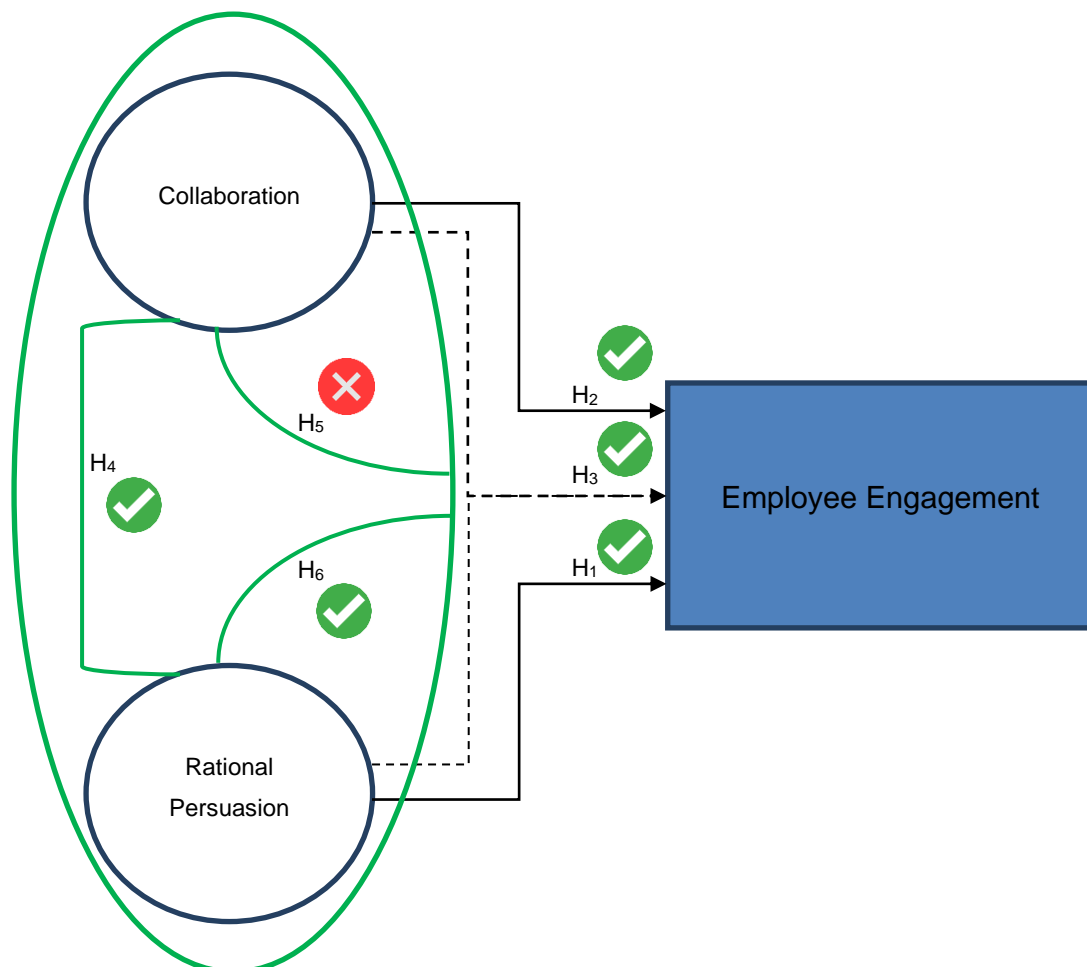 Collaboration
H₂
H₅
H₄
H₃
Employee Engagement
H₆
H₁
Rational
Persuasion